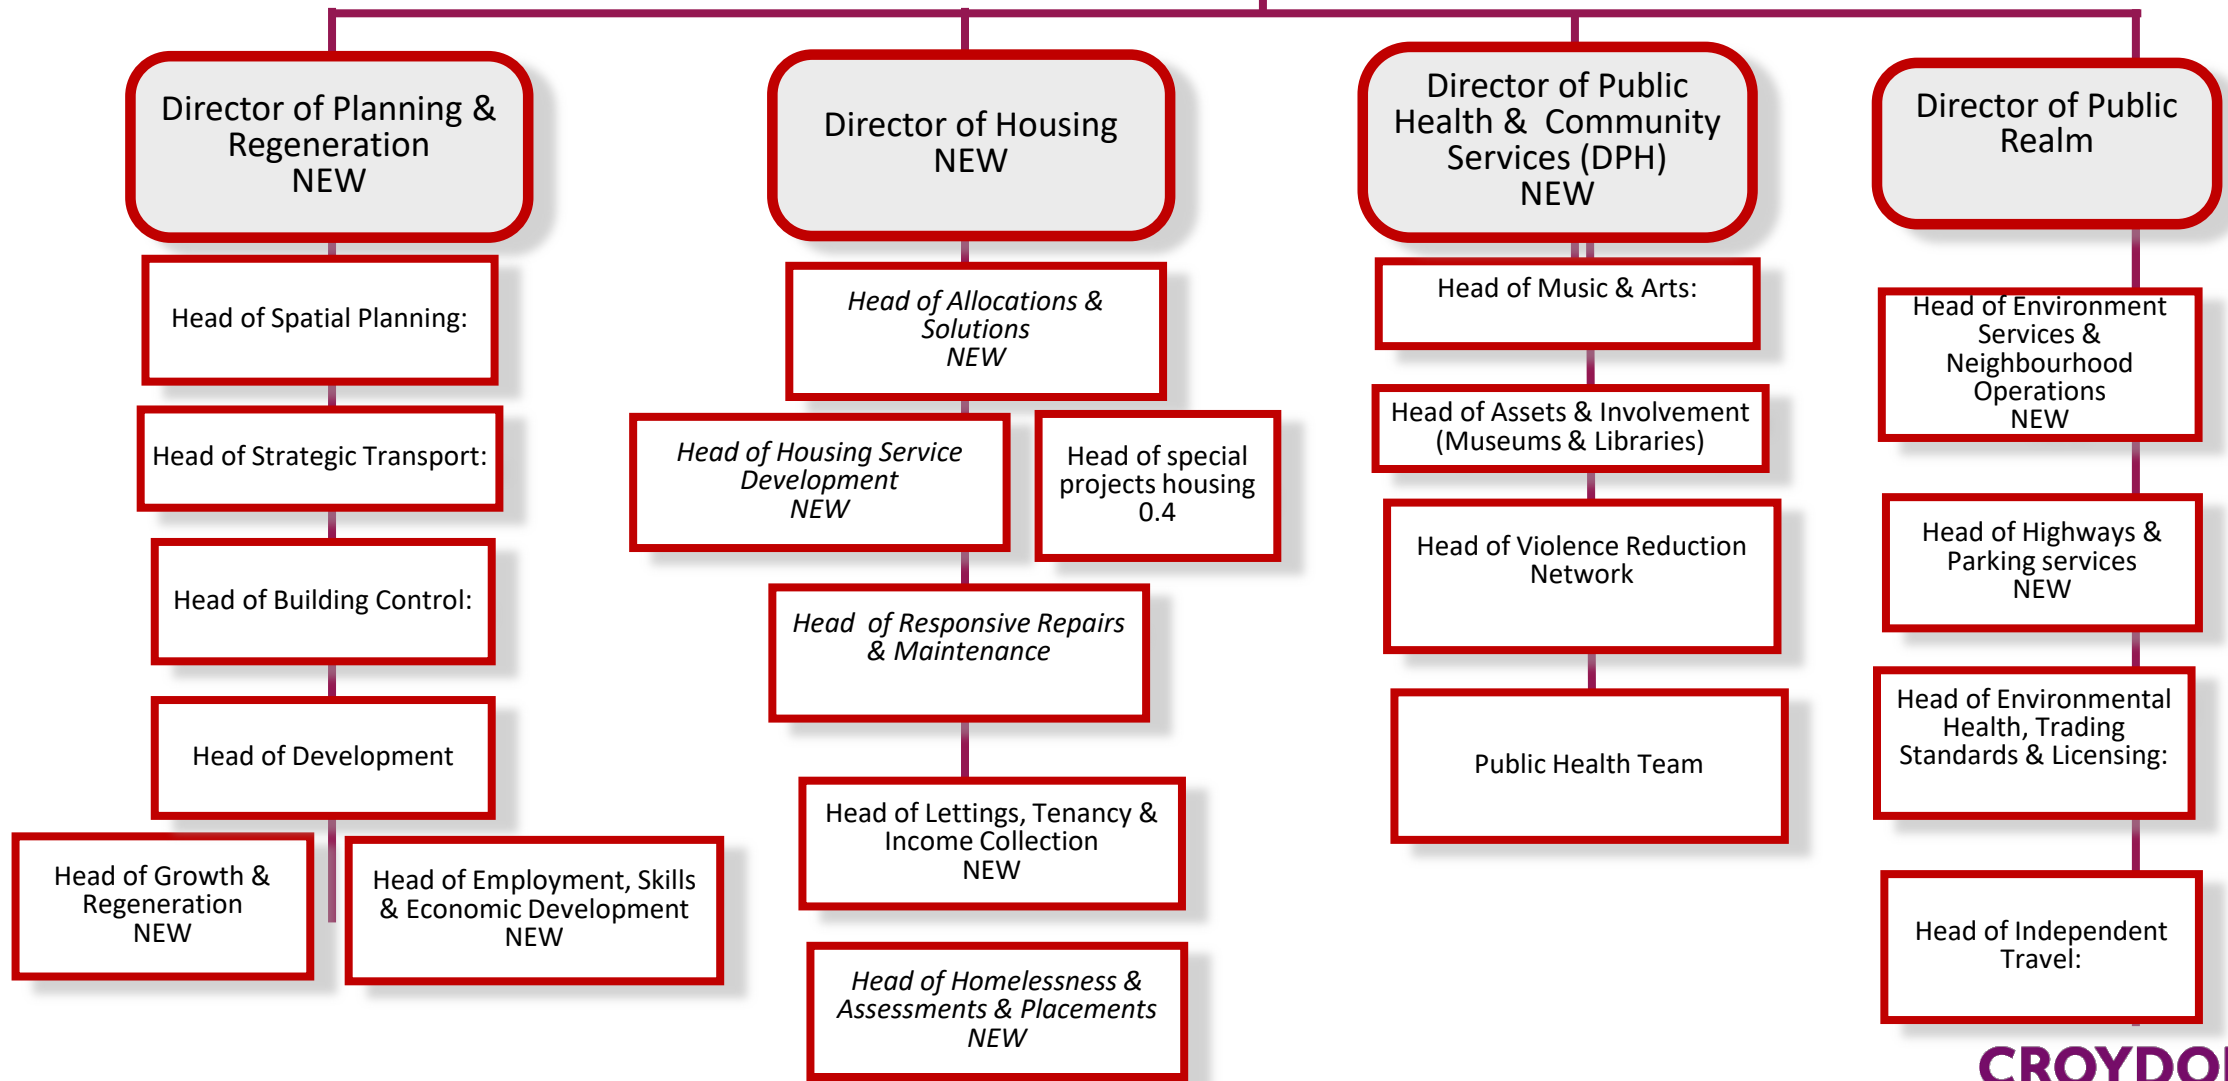 Director of Planning &
Regeneration
NEW
Head of Spatial Planning:
Head of Strategic Transport:
Head of Building Control:
Head of Development
Head of Growth &
Regeneration
NEW
Head of Employment, Skills
& Economic Development
NEW
Director of Housing
NEW
Head of Allocations &
Solutions
NEW
Head of Housing Service
Development
NEW
Head of special
projects housing
0.4
Head of Responsive Repairs
& Maintenance
Head of Lettings, Tenancy &
Income Collection
NEW
Head of Homelessness &
Assessments & Placements
NEW
Director of Public
Health & Community
Services (DPH)
NEW
Head of Music & Arts:
Head of Assets & Involvement
(Museums & Libraries)
Head of Violence Reduction
Network
Public Health Team
Director of Public
Realm
Head of Environment
Services &
Neighbourhood
Operations
NEW
Head of Highways &
Parking services
NEW
Head of Environmental
Health, Trading
Standards & Licensing:
Head of Independent
Travel:
CROYDON